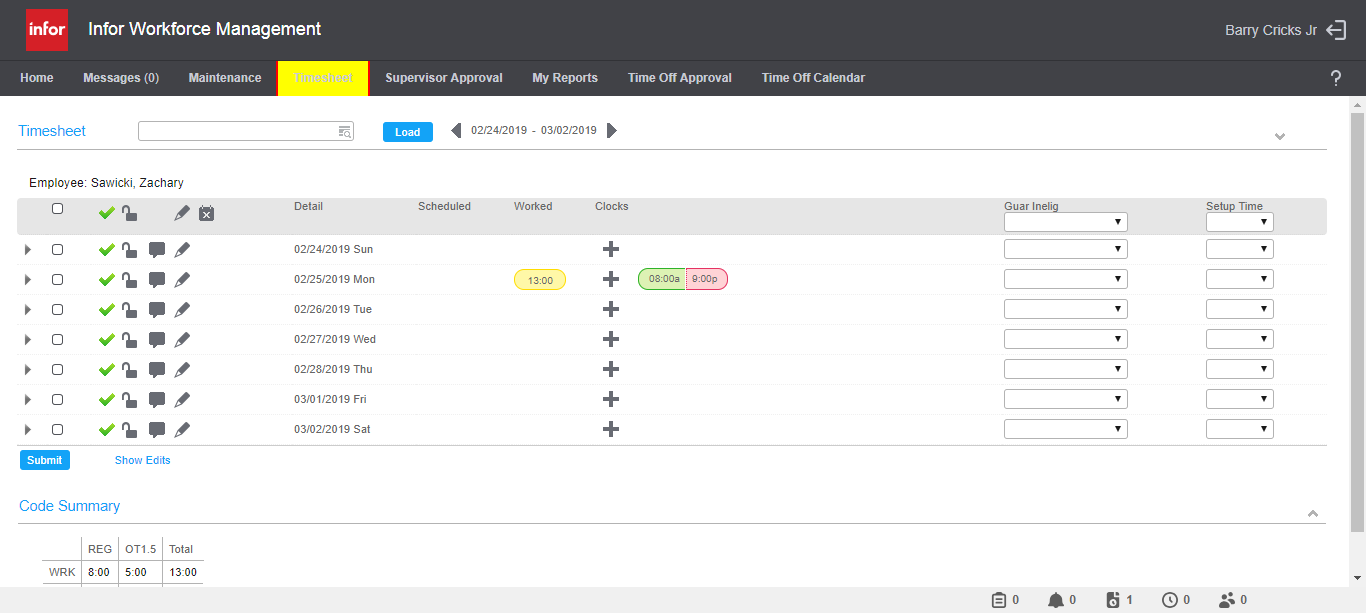 infor Infor Workforce Management Barry Cricks Jr
Home Messages (0) Maintenance Timesheet Supervisor Approval My Reports Time Off Approval Time Off Calendar ?
Timesheet Load 02/24/2019 - 03/02/2019
Employee: Sawicki, Zachary
Detail Scheduled Worked Clocks Guar Inelig Setup Time
02/24/2019 Sun
02/25/2019 Mon 13:00 08:00a 9:00p
02/26/2019 Tue
02/27/2019 Wed
02/28/2019 Thu
03/01/2019 Fri
03/02/2019 Sat
Submit Show Edits
Code Summary
REG OT1.5 Total
WRK 8:00 5:00 13:00
0 0 1 0 0